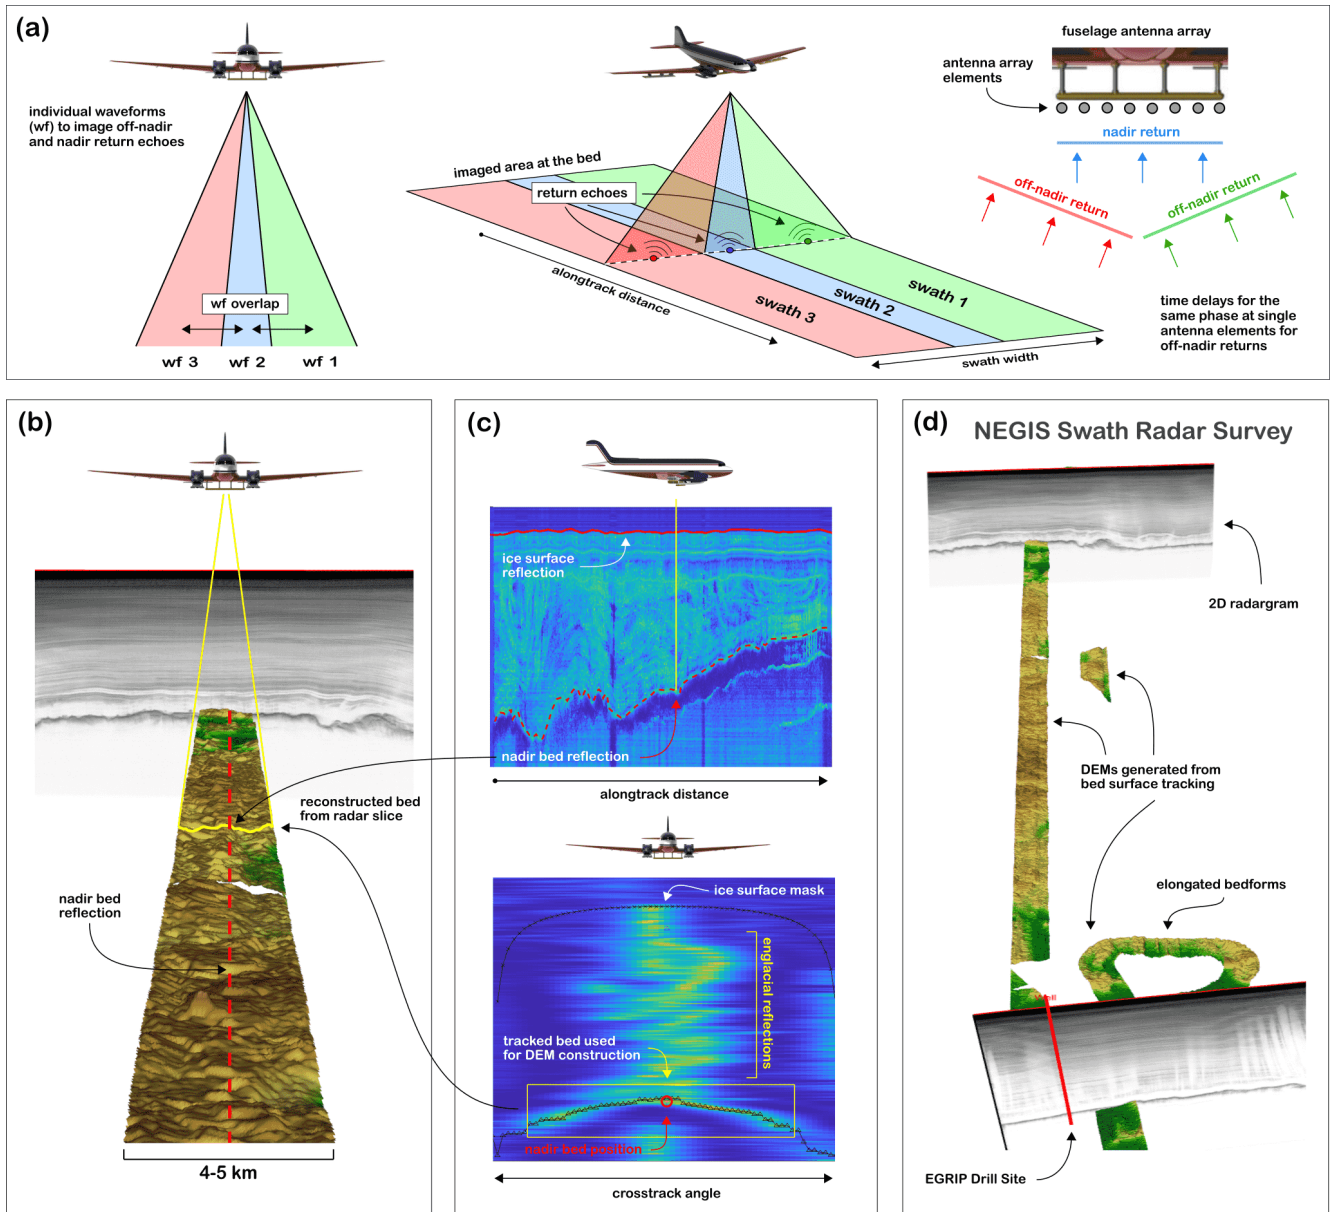 (a)
individual waveforms
(wf) to image off-nadir
and nadir return echoes
wf overlap
wf 3
wf 2
wf 1
imaged area at the bed
return echoes
alongtrack distance
swath 1
swath 2
swath 3
swath width
fuselage antenna array
antenna array
elements
nadir return
off-nadir return
off-nadir return
time delays for the
same phase at single
antenna elements for
off-nadir returns
(b)
reconstructed bed
from radar slice
nadir bed
reflection
4-5 km
(c)
ice surface
reflection
nadir bed reflection
alongtrack distance
ice surface mask
englacial reflections
tracked bed used
for DEM construction
nadir bed position
crosstrack angle
(d)
NEGIS Swath Radar Survey
2D radargram
DEMs generated from
bed surface tracking
elongated bedforms
EGRIP Drill Site